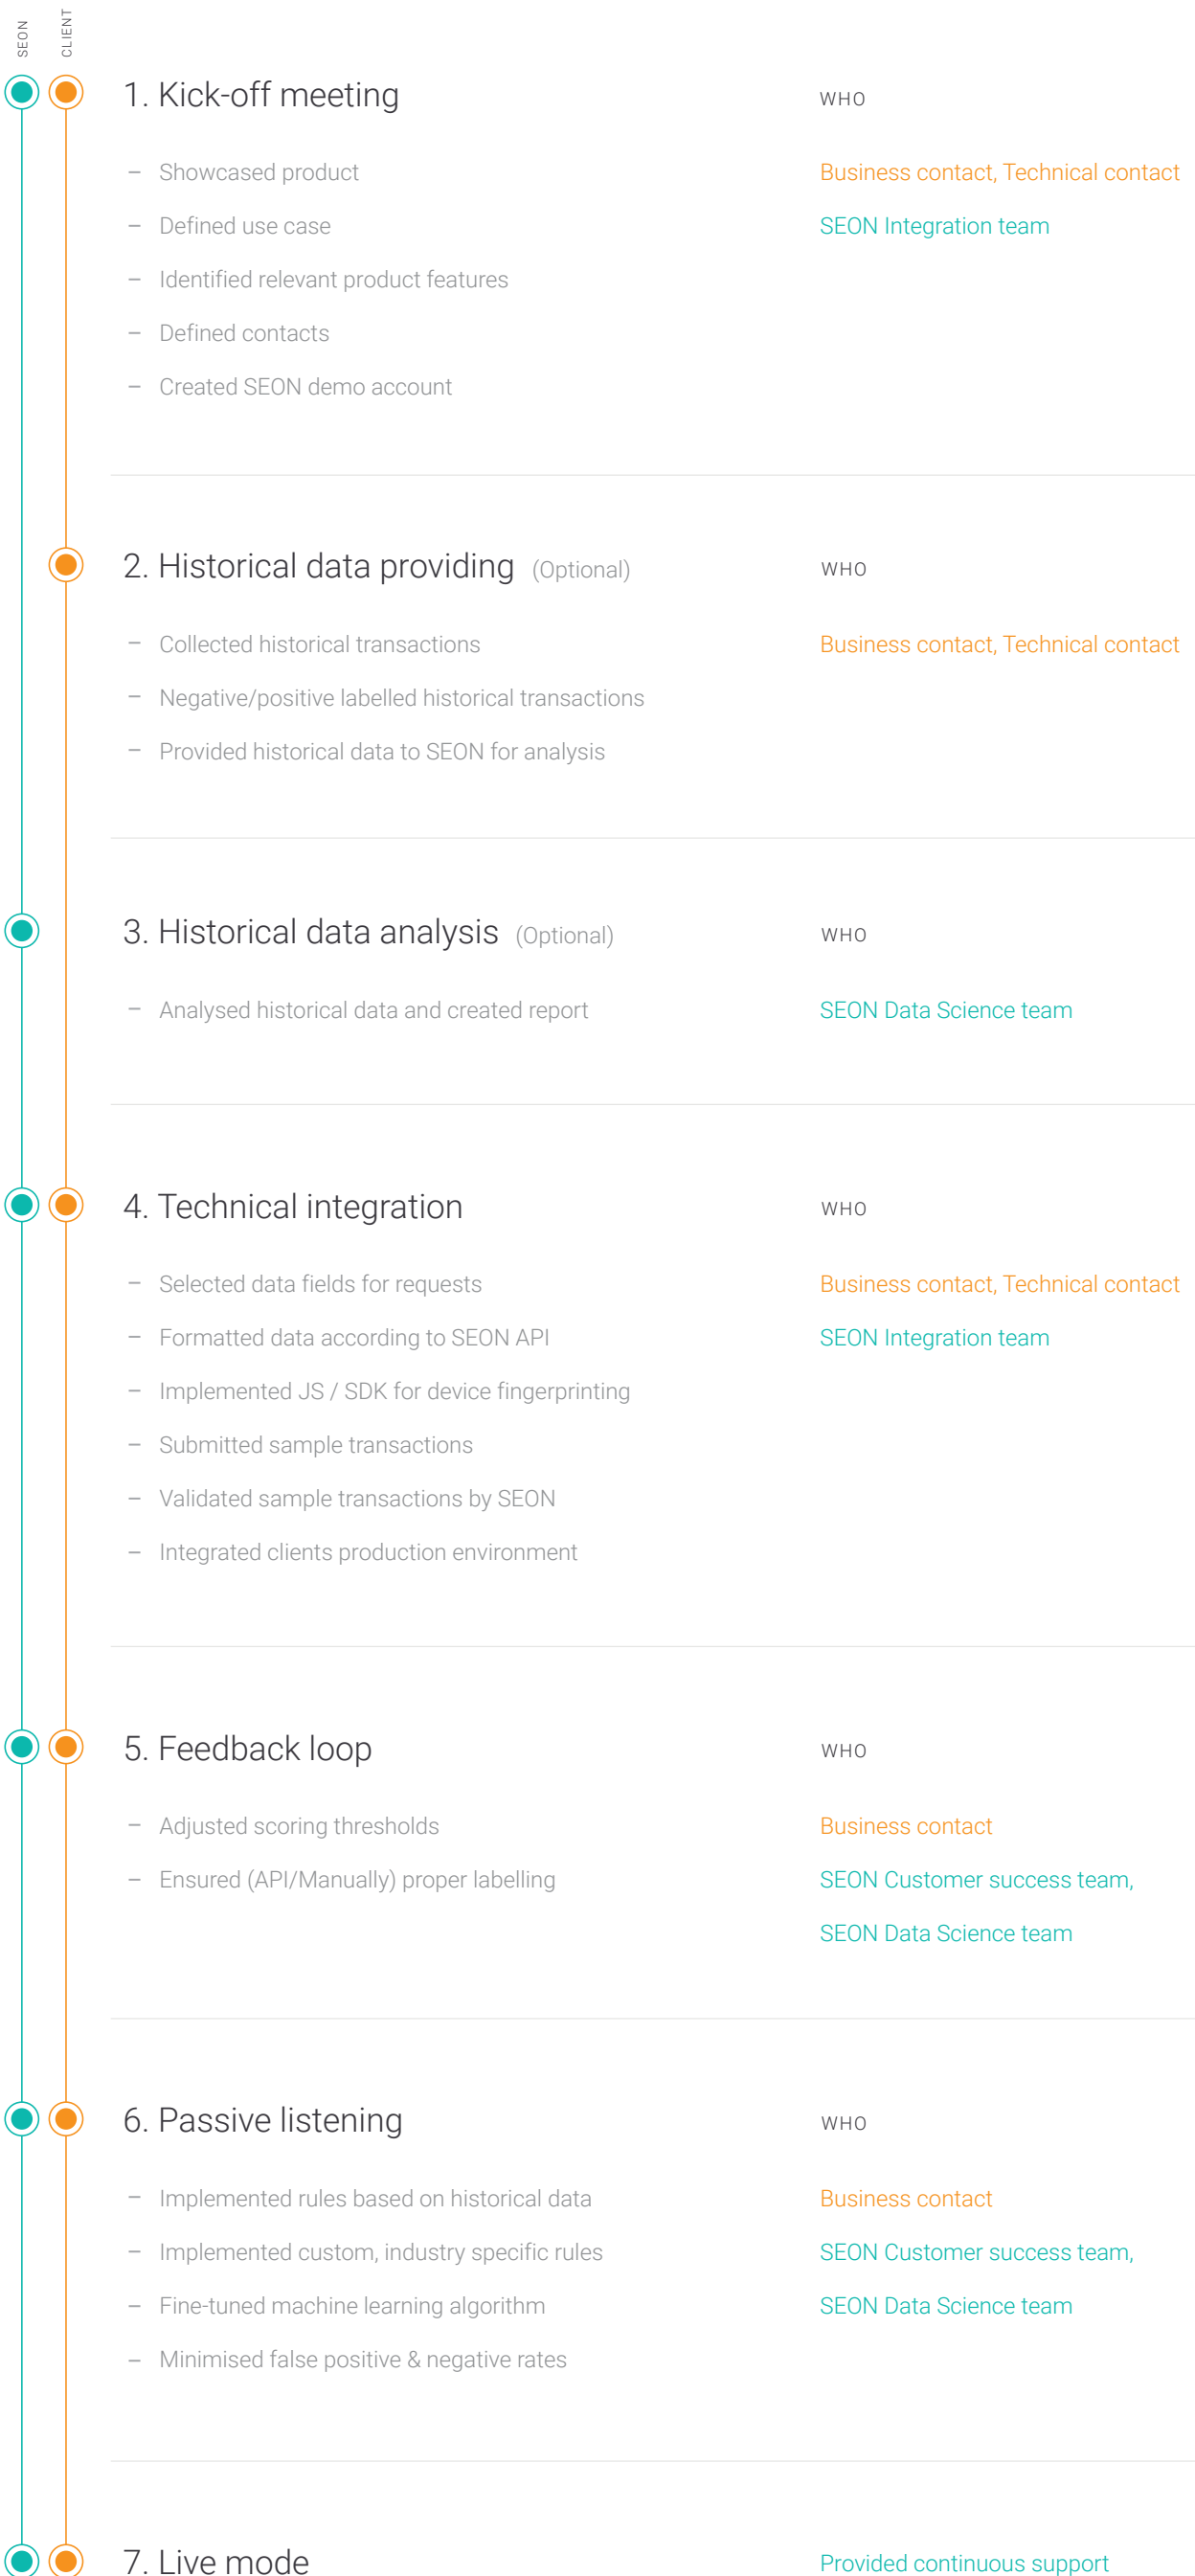 SEON
CLIENT
1. Kick-off meeting
WHO
– Showcased product
Business contact, Technical contact
– Defined use case
SEON Integration team
– Identified relevant product features
– Defined contacts
– Created SEON demo account
2. Historical data providing (Optional)
WHO
– Collected historical transactions
Business contact, Technical contact
– Negative/positive labelled historical transactions
– Provided historical data to SEON for analysis
3. Historical data analysis (Optional)
WHO
– Analysed historical data and created report
SEON Data Science team
4. Technical integration
WHO
– Selected data fields for requests
Business contact, Technical contact
– Formatted data according to SEON API
SEON Integration team
– Implemented JS / SDK for device fingerprinting
– Submitted sample transactions
– Validated sample transactions by SEON
– Integrated clients production environment
5. Feedback loop
WHO
– Adjusted scoring thresholds
Business contact
– Ensured (API/Manually) proper labelling
SEON Customer success team,
SEON Data Science team
6. Passive listening
WHO
– Implemented rules based on historical data
Business contact
– Implemented custom, industry specific rules
SEON Customer success team,
– Fine-tuned machine learning algorithm
SEON Data Science team
– Minimised false positive & negative rates
7. Live mode
Provided continuous support